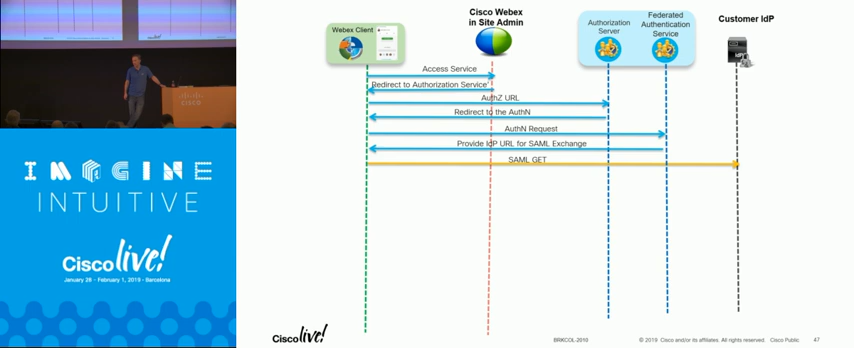 cisco
IMAGINE
INTUITIVE
Cisco live!
January 28 - February 1, 2019 · Barcelona
Webex Client
Cisco Webex
in Site Admin
Authorization
Server
Federated
Authentication
Service
Customer IdP
IdP
Access Service
Redirect to Authorization Service
AuthZ URL
Redirect to the AuthN
AuthN Request
Provide IdP URL for SAML Exchange
SAML GET
Cisco live!
BRKCOL-2010
© 2019 Cisco and/or its affiliates. All rights reserved. Cisco Public
47